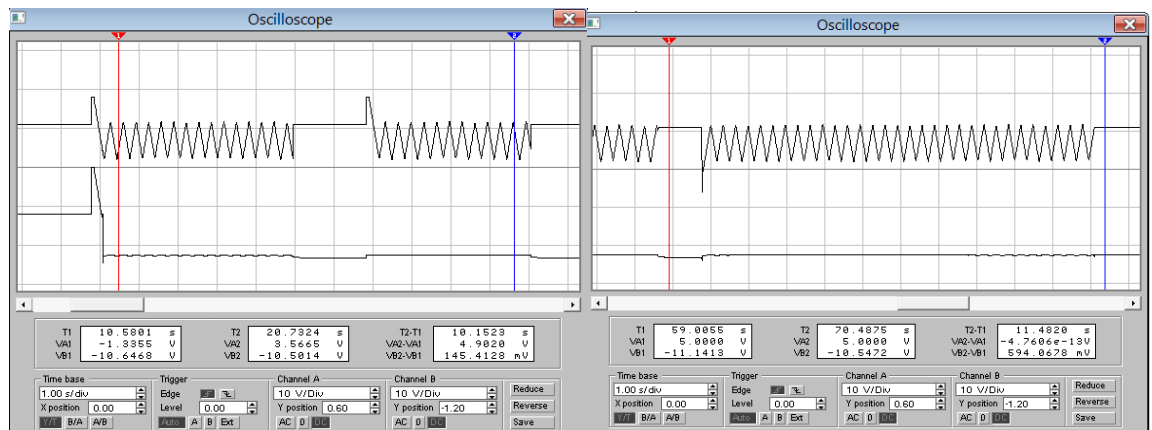 Oscilloscope
1
2
T1 10.5801 s
VA1 -1.3355 V
VB1 -10.6468 V
T2 20.7324 s
VA2 3.5665 V
VB2 -10.5014 V
T2-T1 10.1523 s
VA2-VA1 4.9020 V
VB2-VB1 145.4128 mV
Time base
1.00 s/div
X position 0.00
Y/T B/A A/B
Trigger
Edge
Level 0.00
Auto A B Ext
Channel A
10 V/Div
Y position 0.60
AC 0 DC
Channel B
10 V/Div
Y position -1.20
AC 0 DC
Reduce
Reverse
Save
Oscilloscope
1
2
T1 59.0055 s
VA1 5.0000 V
VB1 -11.1413 V
T2 70.4875 s
VA2 5.0000 V
VB2 -10.5472 V
T2-T1 11.4820 s
VA2-VA1 -4.7606e-13V
VB2-VB1 594.0678 mV
Time base
1.00 s/div
X position 0.00
Y/T B/A A/B
Trigger
Edge
Level 0.00
Auto A B Ext
Channel A
10 V/Div
Y position 0.60
AC 0 DC
Channel B
10 V/Div
Y position -1.20
AC 0 DC
Reduce
Reverse
Save